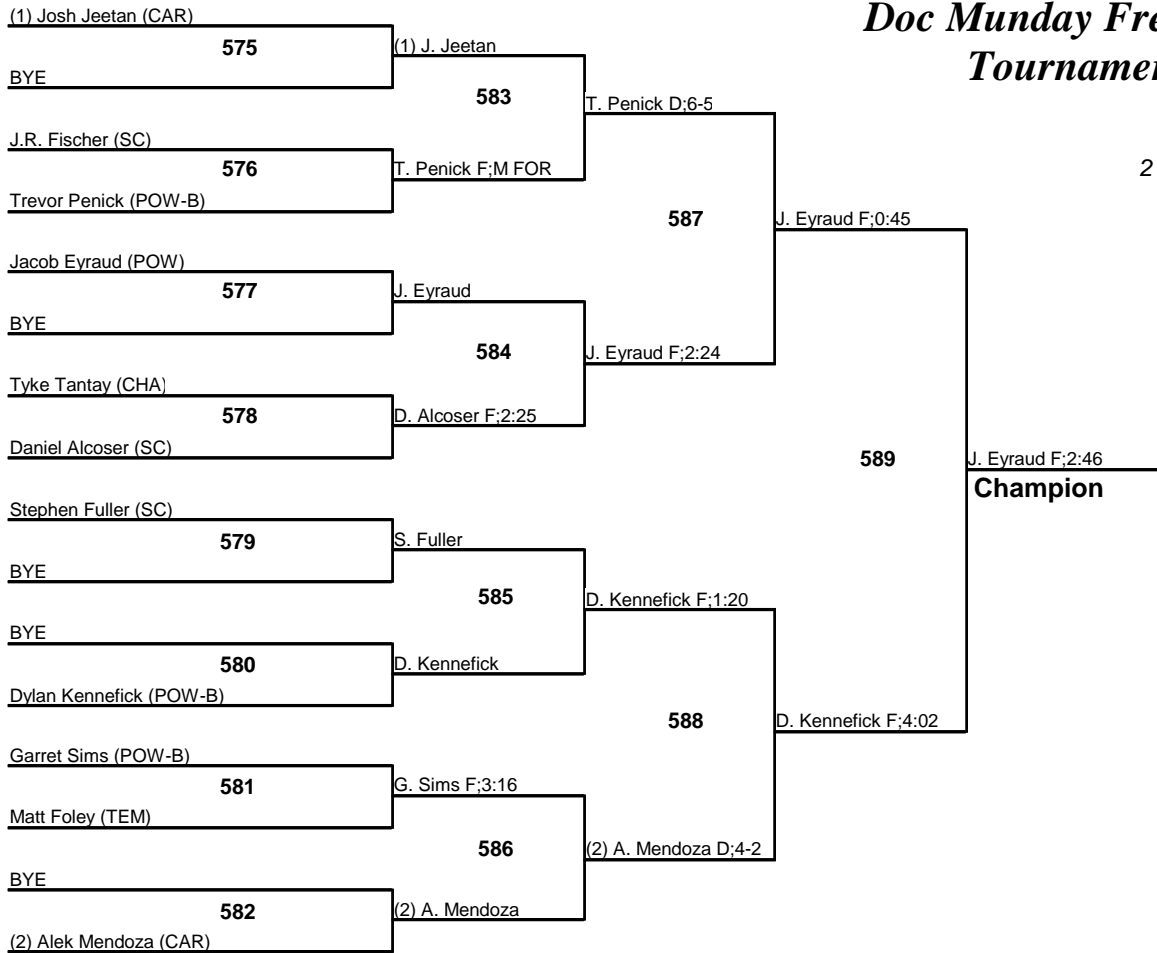 Doc Munday Fre
Tournamen
2
(1) Josh Jeetan (CAR)
575
BYE
(1) J. Jeetan
583
J.R. Fischer (SC)
576
Trevor Penick (POW-B)
T. Penick F;M FOR
T. Penick D;6-5
587
Jacob Eyraud (POW)
577
BYE
J. Eyraud
584
Tyke Tantay (CHA)
578
Daniel Alcoser (SC)
D. Alcoser F;2:25
J. Eyraud F;2:24
J. Eyraud F;0:45
589
J. Eyraud F;2:46
Champion
Stephen Fuller (SC)
579
BYE
S. Fuller
585
BYE
580
Dylan Kennefick (POW-B)
D. Kennefick
D. Kennefick F;1:20
588
Garret Sims (POW-B)
581
Matt Foley (TEM)
G. Sims F;3:16
586
BYE
582
(2) Alek Mendoza (CAR)
(2) A. Mendoza
(2) A. Mendoza D;4-2
D. Kennefick F;4:02